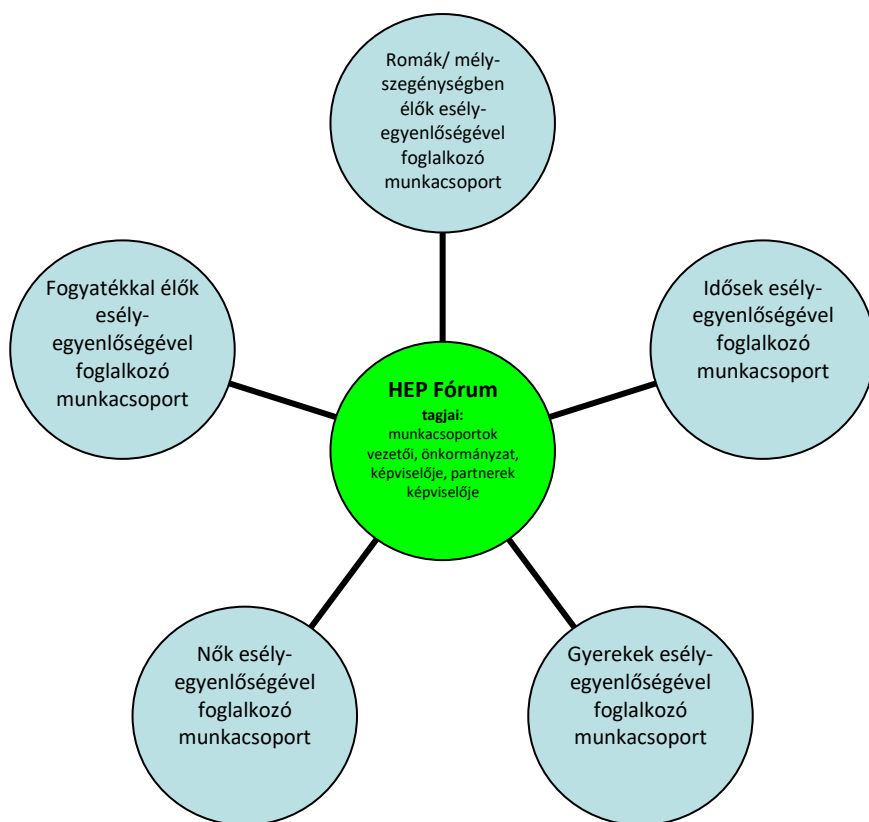 Romák/ mély-
szegénységben
élők esély-
egyenlőségével
foglalkozó
munkacsoport
Fogyatékkal élők
esély-
egyenlőségével
foglalkozó
munkacsoport
Idősek esély-
egyenlőségével
foglalkozó
munkacsoport
HEP Fórum
tagjai:
munkacsoportok
vezetői, önkormányzat,
képviselője, partnerek
képviselője
Nők esély-
egyenlőségével
foglalkozó
munkacsoport
Gyerekek esély-
egyenlőségével
foglalkozó
munkacsoport